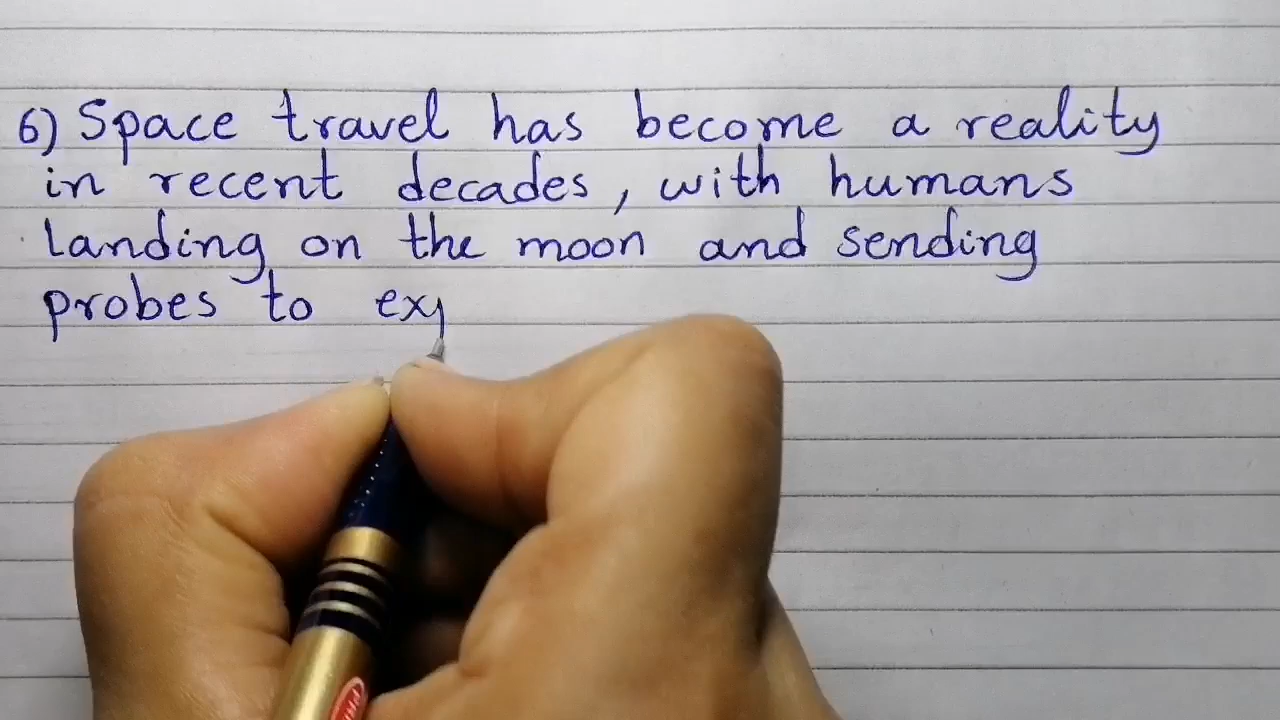 6) Space travel has become a reality
in recent decades, with humans
landing on the moon and sending
probes to ex